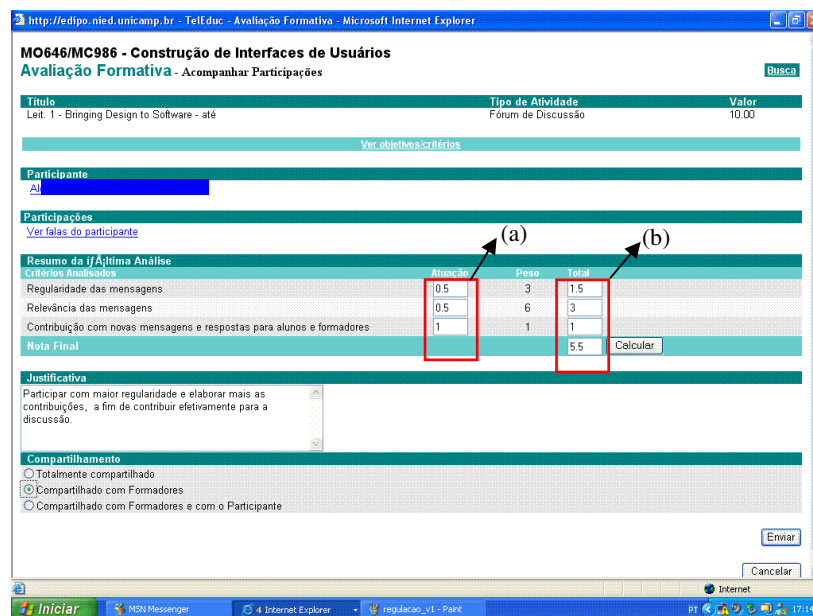 http://edipo.nied.unicamp.br - TelEduc - Avaliação Formativa - Microsoft Internet Explorer
MO646/MC986 - Construção de Interfaces de Usuários
Avaliação Formativa - Acompanhar Participações
Busca
Título Tipo de Atividade Valor
Leit. 1 - Bringing Design to Software - até Fórum de Discussão 10.00
Ver objetivos/critérios
Participante
Al
Participações
Ver falas do participante
(a) (b)
Resumo da íƒÄ¡ltima Análise
Critérios Analisados Atuação Peso Total
Regularidade das mensagens 0.5 3 1.5
Relevância das mensagens 0.5 6 3
Contribuição com novas mensagens e respostas para alunos e formadores 1 1 1
Nota Final 5.5 Calcular
Justificativa
Participar com maior regularidade e elaborar mais as
contribuições, a fim de contribuir efetivamente para a
discussão.
Compartilhamento
Totalmente compartilhado
Compartilhado com Formadores
Compartilhado com Formadores e com o Participante
Enviar
Cancelar
Internet
Iniciar MSN Messenger 4 Internet Explorer regulacao_v1 - Paint PT 17:14